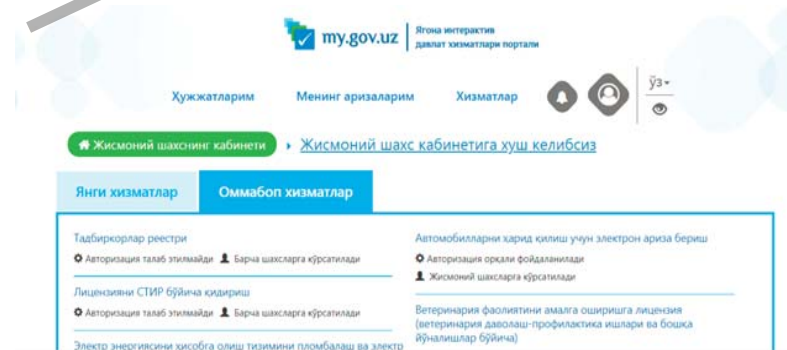 my.gov.uz
Ягона интерактив
давлат хизматлари портали
Ҳужжатларим Менинг аризаларим Хизматлар ўз
Жисмоний шахснинг кабинети Жисмоний шахс кабинетига хуш келибсиз
Янги хизматлар Оммабоп хизматлар
Тадбиркорлар реестри
Авторизация талаб этилмайди Барча шахсларга кўрсатилади
Лицензияни СТИР бўйича қидириш
Авторизация талаб этилмайди Барча шахсларга кўрсатилади
Электр энергиясини ҳисобга олиш тизимини пломбалаш ва электр
Автомобилларни харид қилиш учун электрон ариза бериш
Авторизация орқали фойдаланилади
Жисмоний шахсларга кўрсатилади
Ветеринария фаолиятини амалга оширишга лицензия
(ветеринария даволаш-профилактика ишлари ва бошқа
йўналишлар бўйича)